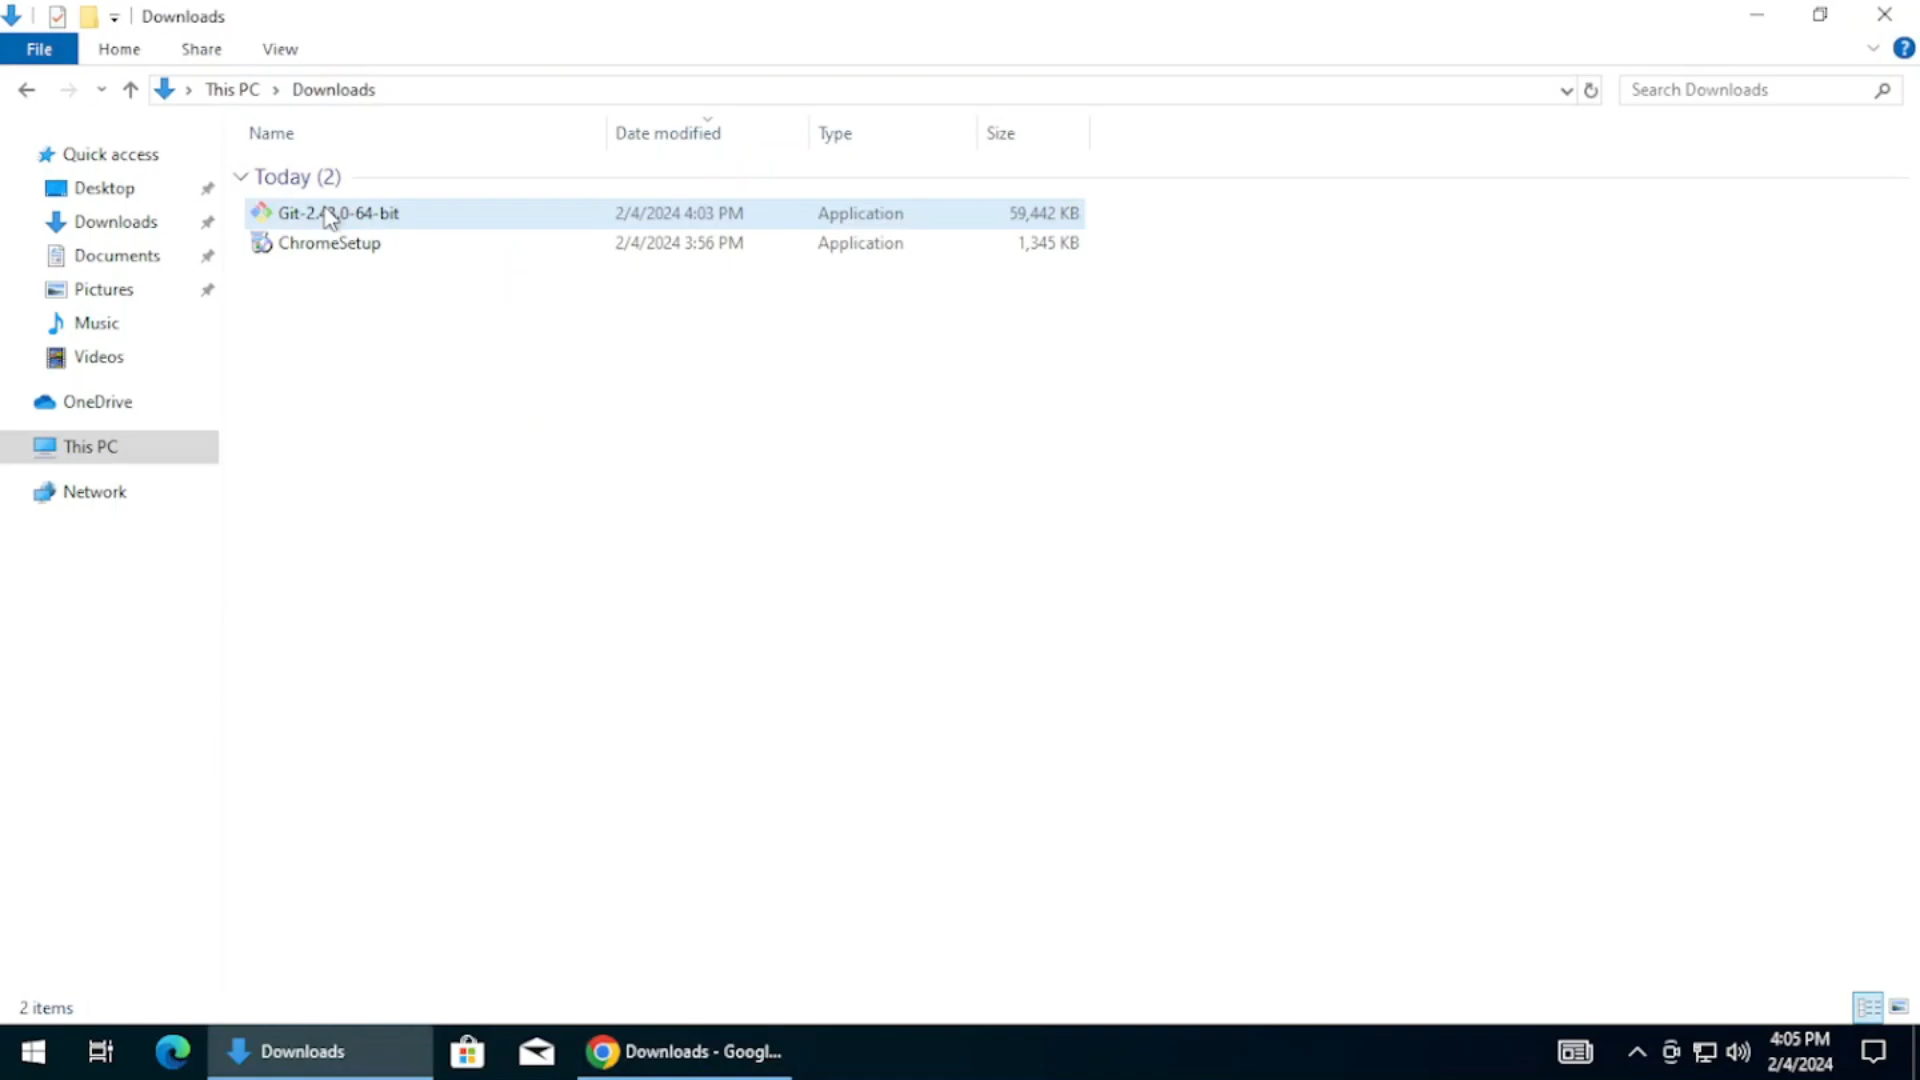 Downloads
File Home Share View
This PC Downloads Search Downloads
Name Date modified Type Size
Quick access
Today (2)
Desktop
Git-2.43.0-64-bit 2/4/2024 4:03 PM Application 59,442 KB
Downloads
ChromeSetup 2/4/2024 3:56 PM Application 1,345 KB
Documents
Pictures
Music
Videos
OneDrive
This PC
Network
2 items
Downloads Downloads - Googl... 4:05 PM
2/4/2024